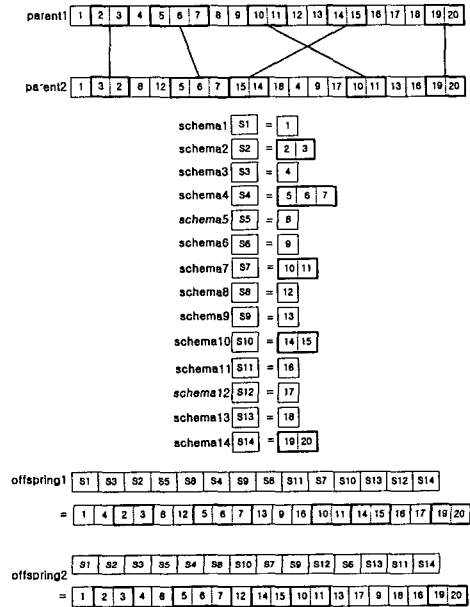 parent1 1 2 3 4 5 6 7 8 9 10 11 12 13 14 15 16 17 18 19 20
parent2 1 3 2 8 12 5 6 7 15 14 18 4 9 17 10 11 13 16 19 20
schema1 S1 = 1
schema2 S2 = 2 3
schema3 S3 = 4
schema4 S4 = 5 6 7
schema5 S5 = 8
schema6 S6 = 9
schema7 S7 = 10 11
schema8 S8 = 12
schema9 S9 = 13
schema10 S10 = 14 15
schema11 S11 = 16
schema12 S12 = 17
schema13 S13 = 18
schema14 S14 = 19 20
offspring1 S1 S3 S2 S5 S8 S4 S9 S6 S11 S7 S10 S13 S12 S14
= 1 4 2 3 8 12 5 6 7 13 9 16 10 11 14 15 18 17 19 20
offspring2 S1 S2 S3 S5 S4 S8 S10 S7 S9 S12 S6 S13 S11 S14
= 1 2 3 4 8 5 6 7 12 14 15 10 11 13 17 9 18 16 19 20